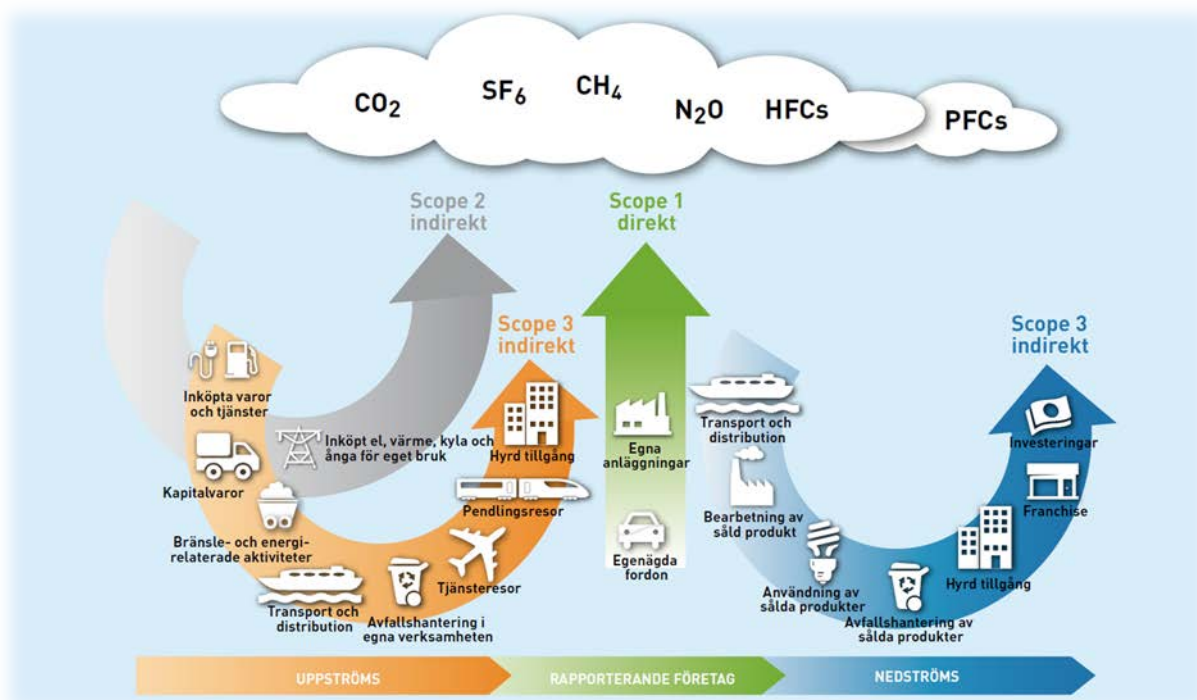 CO₂
SF₆
CH₄
N₂O
HFCs
PFCs
Scope 2
indirekt
Scope 1
direkt
Scope 3
indirekt
Scope 3
indirekt
Inköpta varor
och tjänster
Kapitalvaror
Bränsle- och energi-
relaterade aktiviteter
Transport och
distribution
Avfallshantering i
egna verksamheten
Tjänsteresor
Pendlingsresor
Hyrd tillgång
Inköpt el, värme, kyla och
ånga för eget bruk
Egna
anläggningar
Egenägda
fordon
Transport och
distribution
Bearbetning av
såld produkt
Användning av
sålda produkter
Avfallshantering av
sålda produkter
Hyrd tillgång
Franchise
Investeringar
UPPSTRÖMS
RAPPORTERANDE FÖRETAG
NEDSTRÖMS